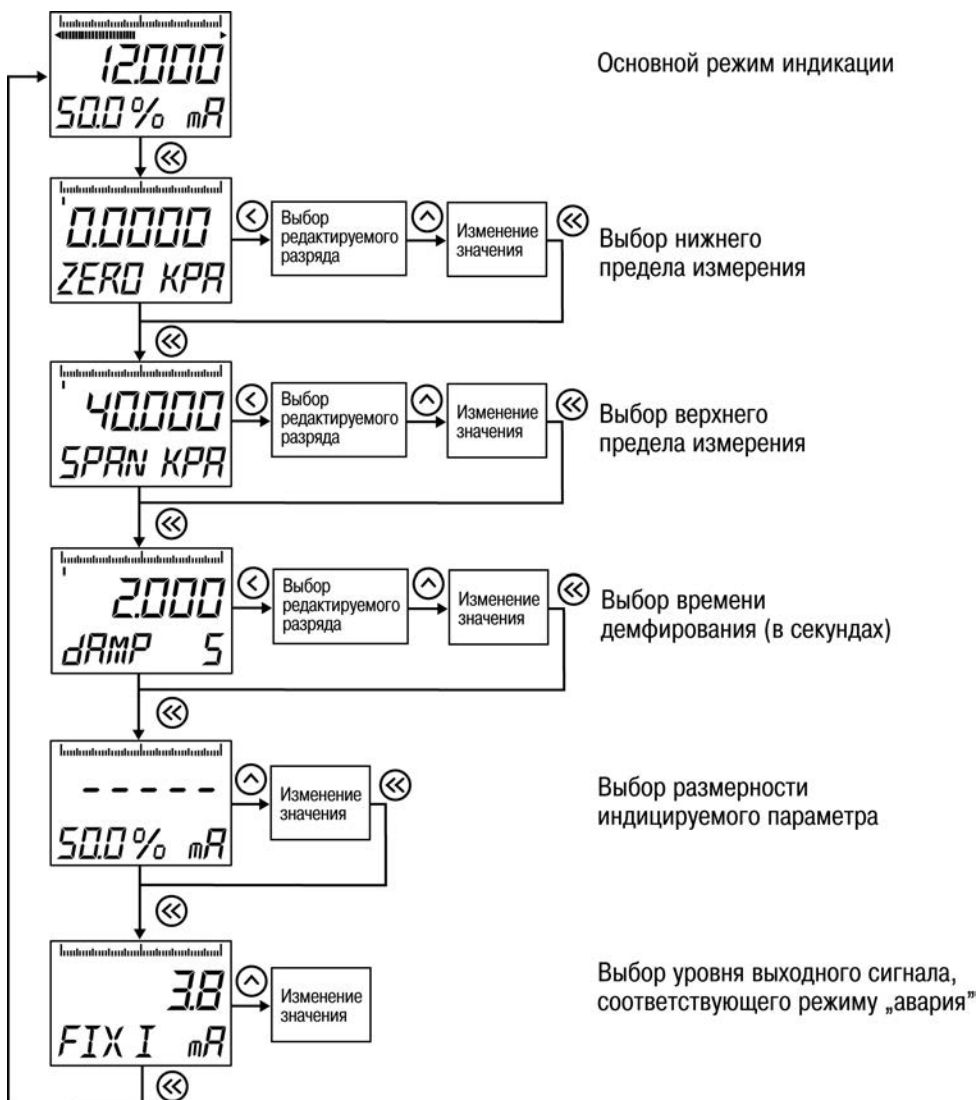 12.000
50.0% mA
Основной режим индикации
0.0000
ZERO KPA
Выбор
редактируемого
разряда
Изменение
значения
Выбор нижнего
предела измерения
40.000
SPAN KPA
Выбор
редактируемого
разряда
Изменение
значения
Выбор верхнего
предела измерения
2.000
dAMP S
Выбор
редактируемого
разряда
Изменение
значения
Выбор времени
демфирования (в секундах)
- - - - -
50.0% mA
Изменение
значения
Выбор размерности
индицируемого параметра
3.8
FIX I mA
Изменение
значения
Выбор уровня выходного сигнала,
соответствующего режиму „авария"